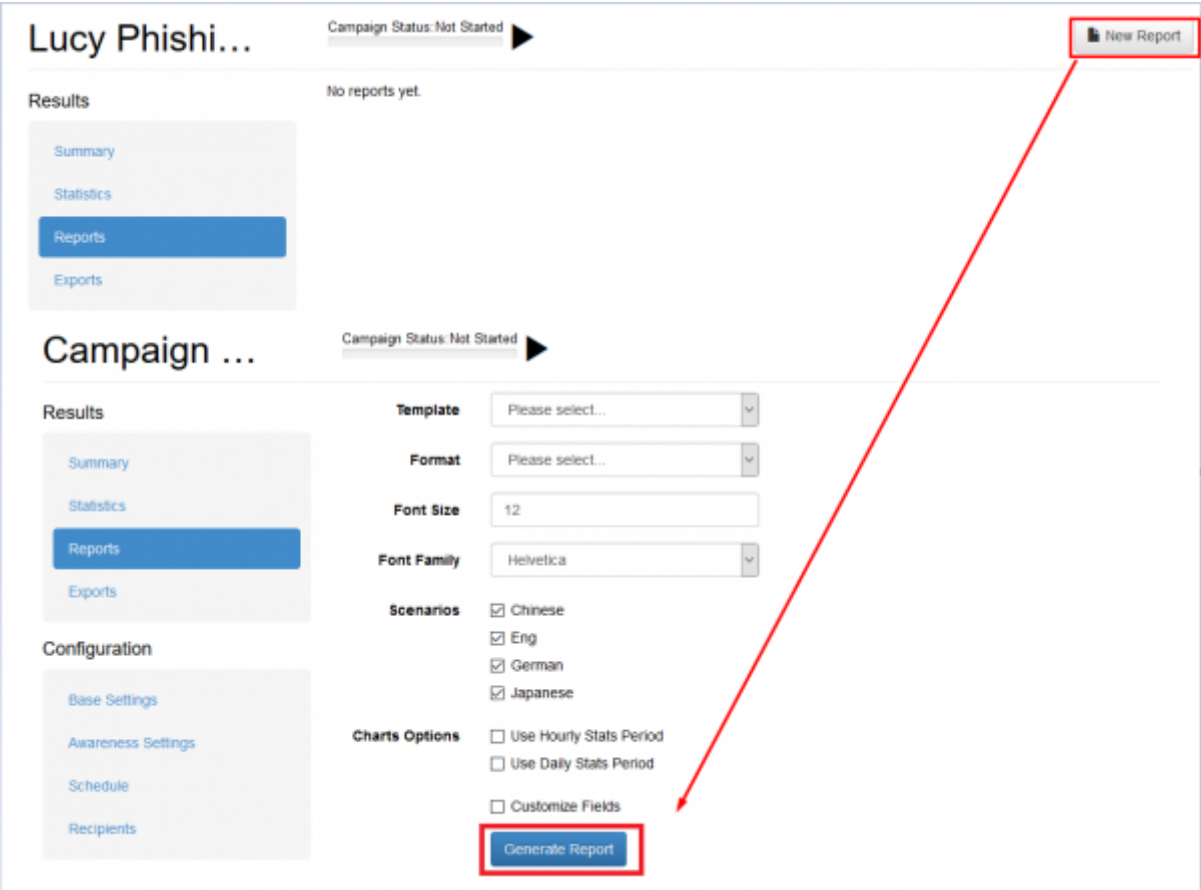 Lucy Phishi...
Campaign Status: Not Started
New Report
Results
No reports yet.
Summary
Statistics
Reports
Exports
Campaign ...
Campaign Status: Not Started
Results
Summary
Statistics
Reports
Exports
Configuration
Base Settings
Awareness Settings
Schedule
Recipients
Template Please select...
Format Please select...
Font Size 12
Font Family Helvetica
Scenarios Chinese
Eng
German
Japanese
Charts Options Use Hourly Stats Period
Use Daily Stats Period
Customize Fields
Generate Report